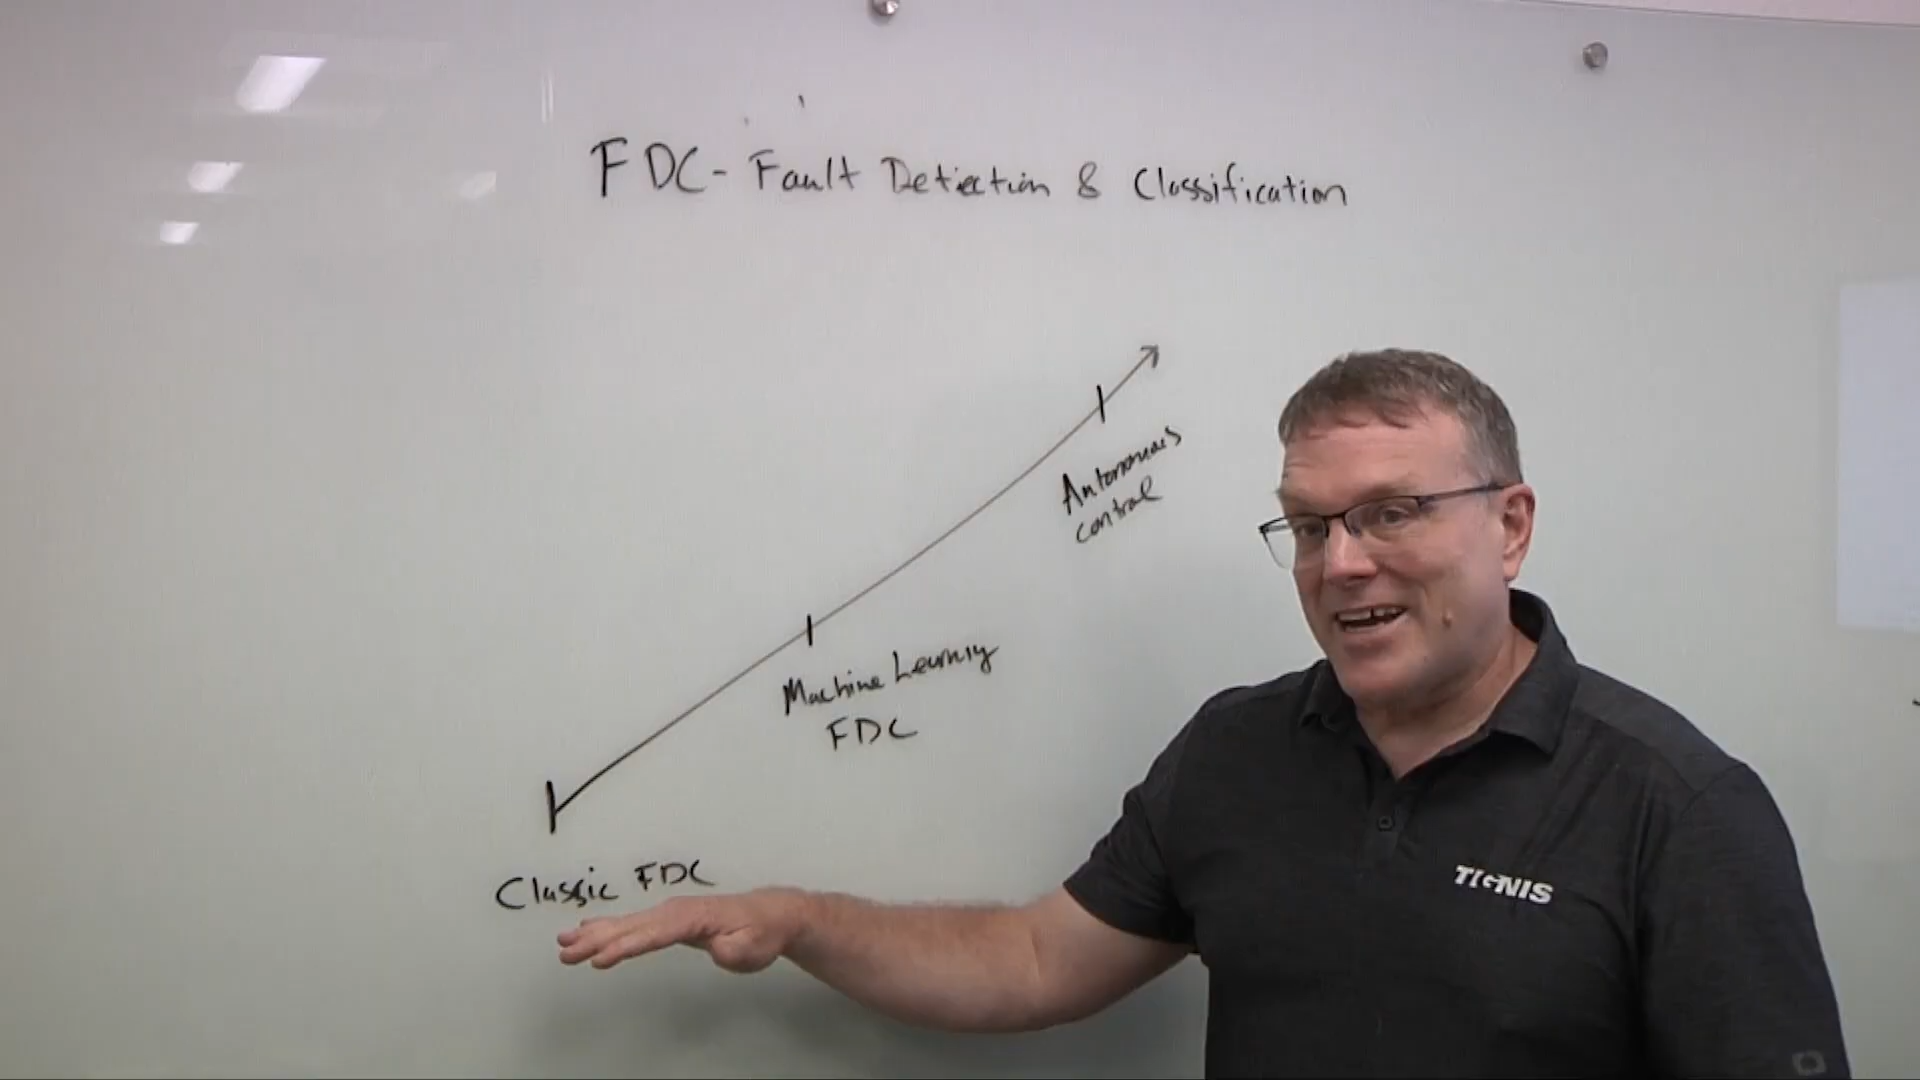 FDC - Fault Detection & Classification
Autonomous
control
Machine Learning
FDC
Classic FDC
TIGNIS